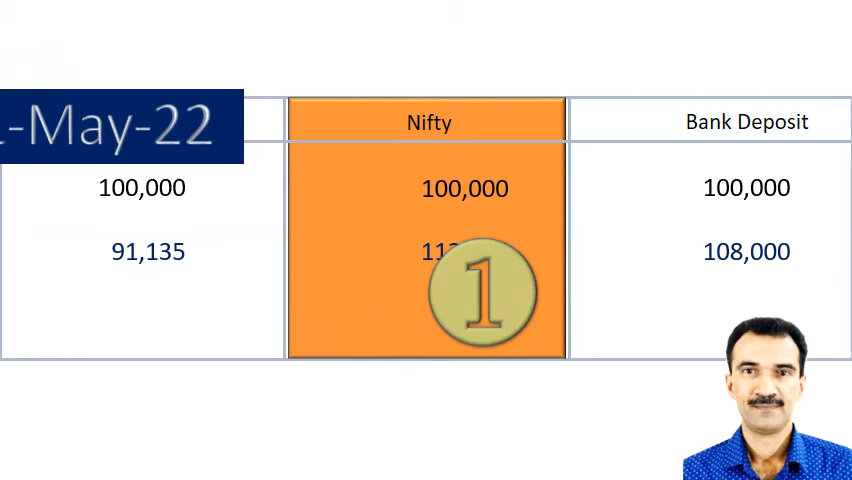 -May-22
Nifty
Bank Deposit
100,000
100,000
100,000
91,135
108,000
1